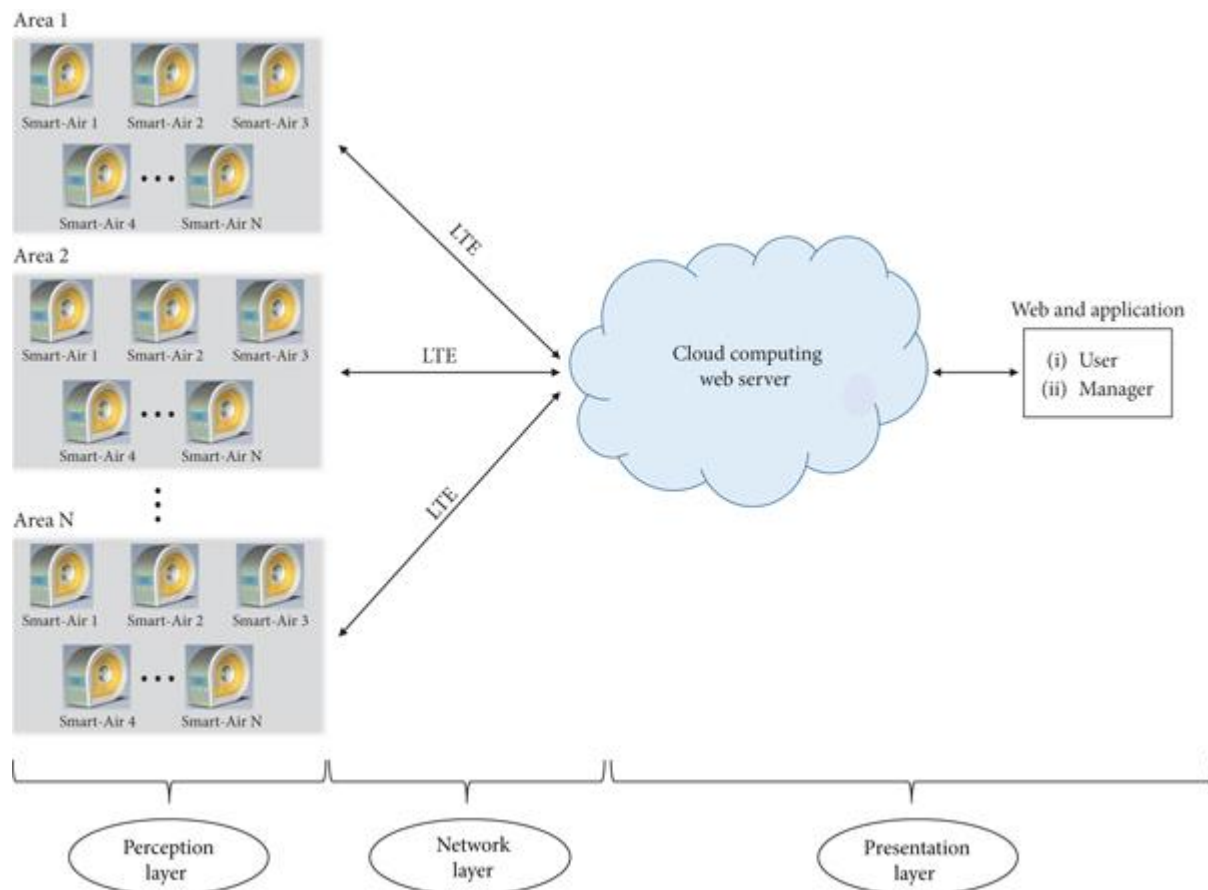 Area 1
Smart-Air 1
Smart-Air 2
Smart-Air 3
Smart-Air 4
Smart-Air N
Area 2
Smart-Air 1
Smart-Air 2
Smart-Air 3
Smart-Air 4
Smart-Air N
Area N
Smart-Air 1
Smart-Air 2
Smart-Air 3
Smart-Air 4
Smart-Air N
LTE
LTE
LTE
Cloud computing
web server
Web and application
(i) User
(ii) Manager
Perception
layer
Network
layer
Presentation
layer